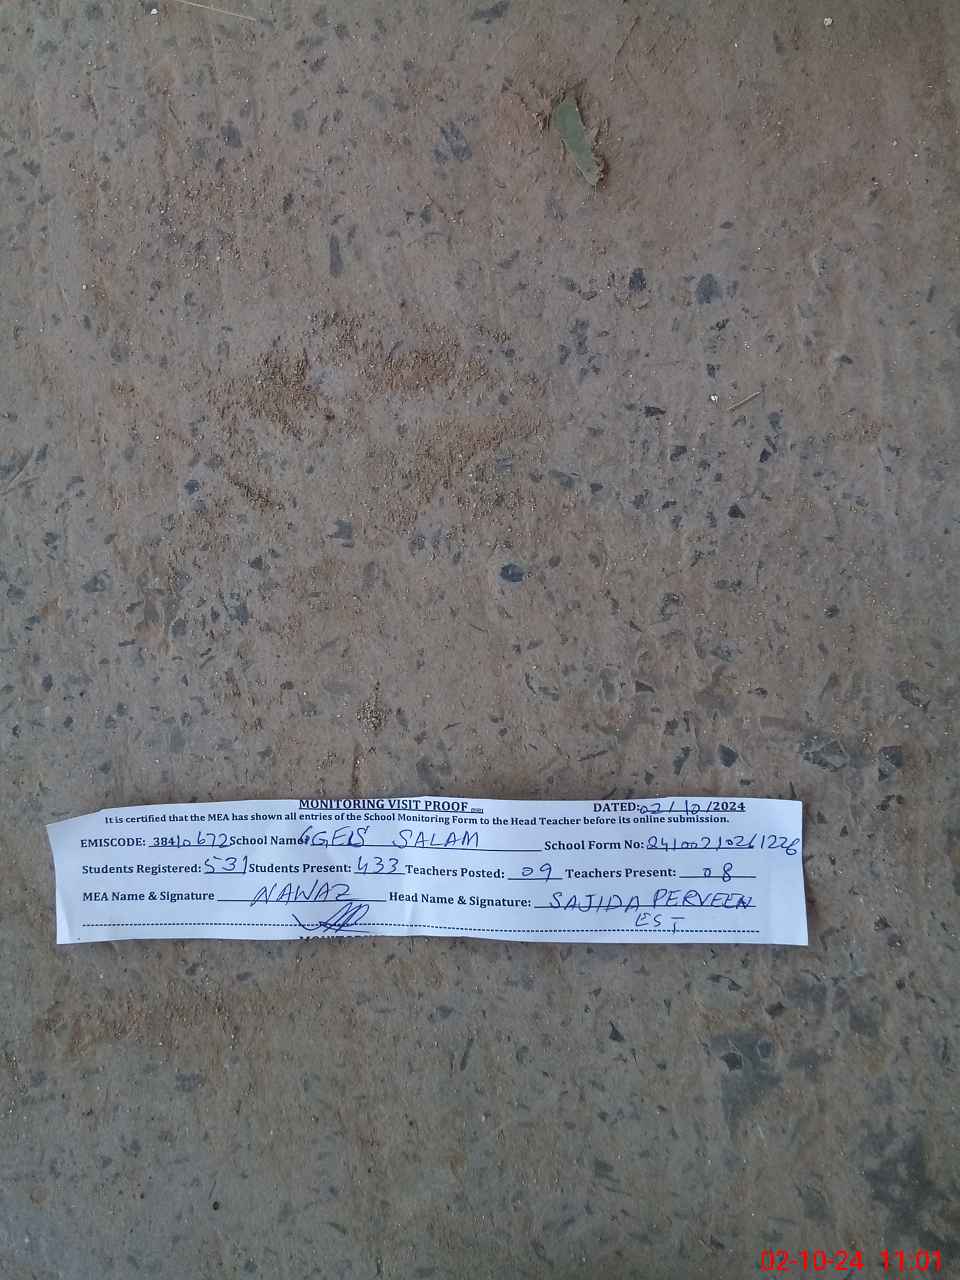 MONITORING VISIT PROOF
DATED: 02/10/2024
It is certified that the MEA has shown all entries of the School Monitoring Form to the Head Teacher before its online submission.
EMISCODE: 38410672 School Name GGES SALAM School Form No: 24100210261226
Students Registered: 531 Students Present: 433 Teachers Posted: 09 Teachers Present: 08
MEA Name & Signature NAWAZ Head Name & Signature: SAJIDA PERVEEN
EST
02-10-24 11:01